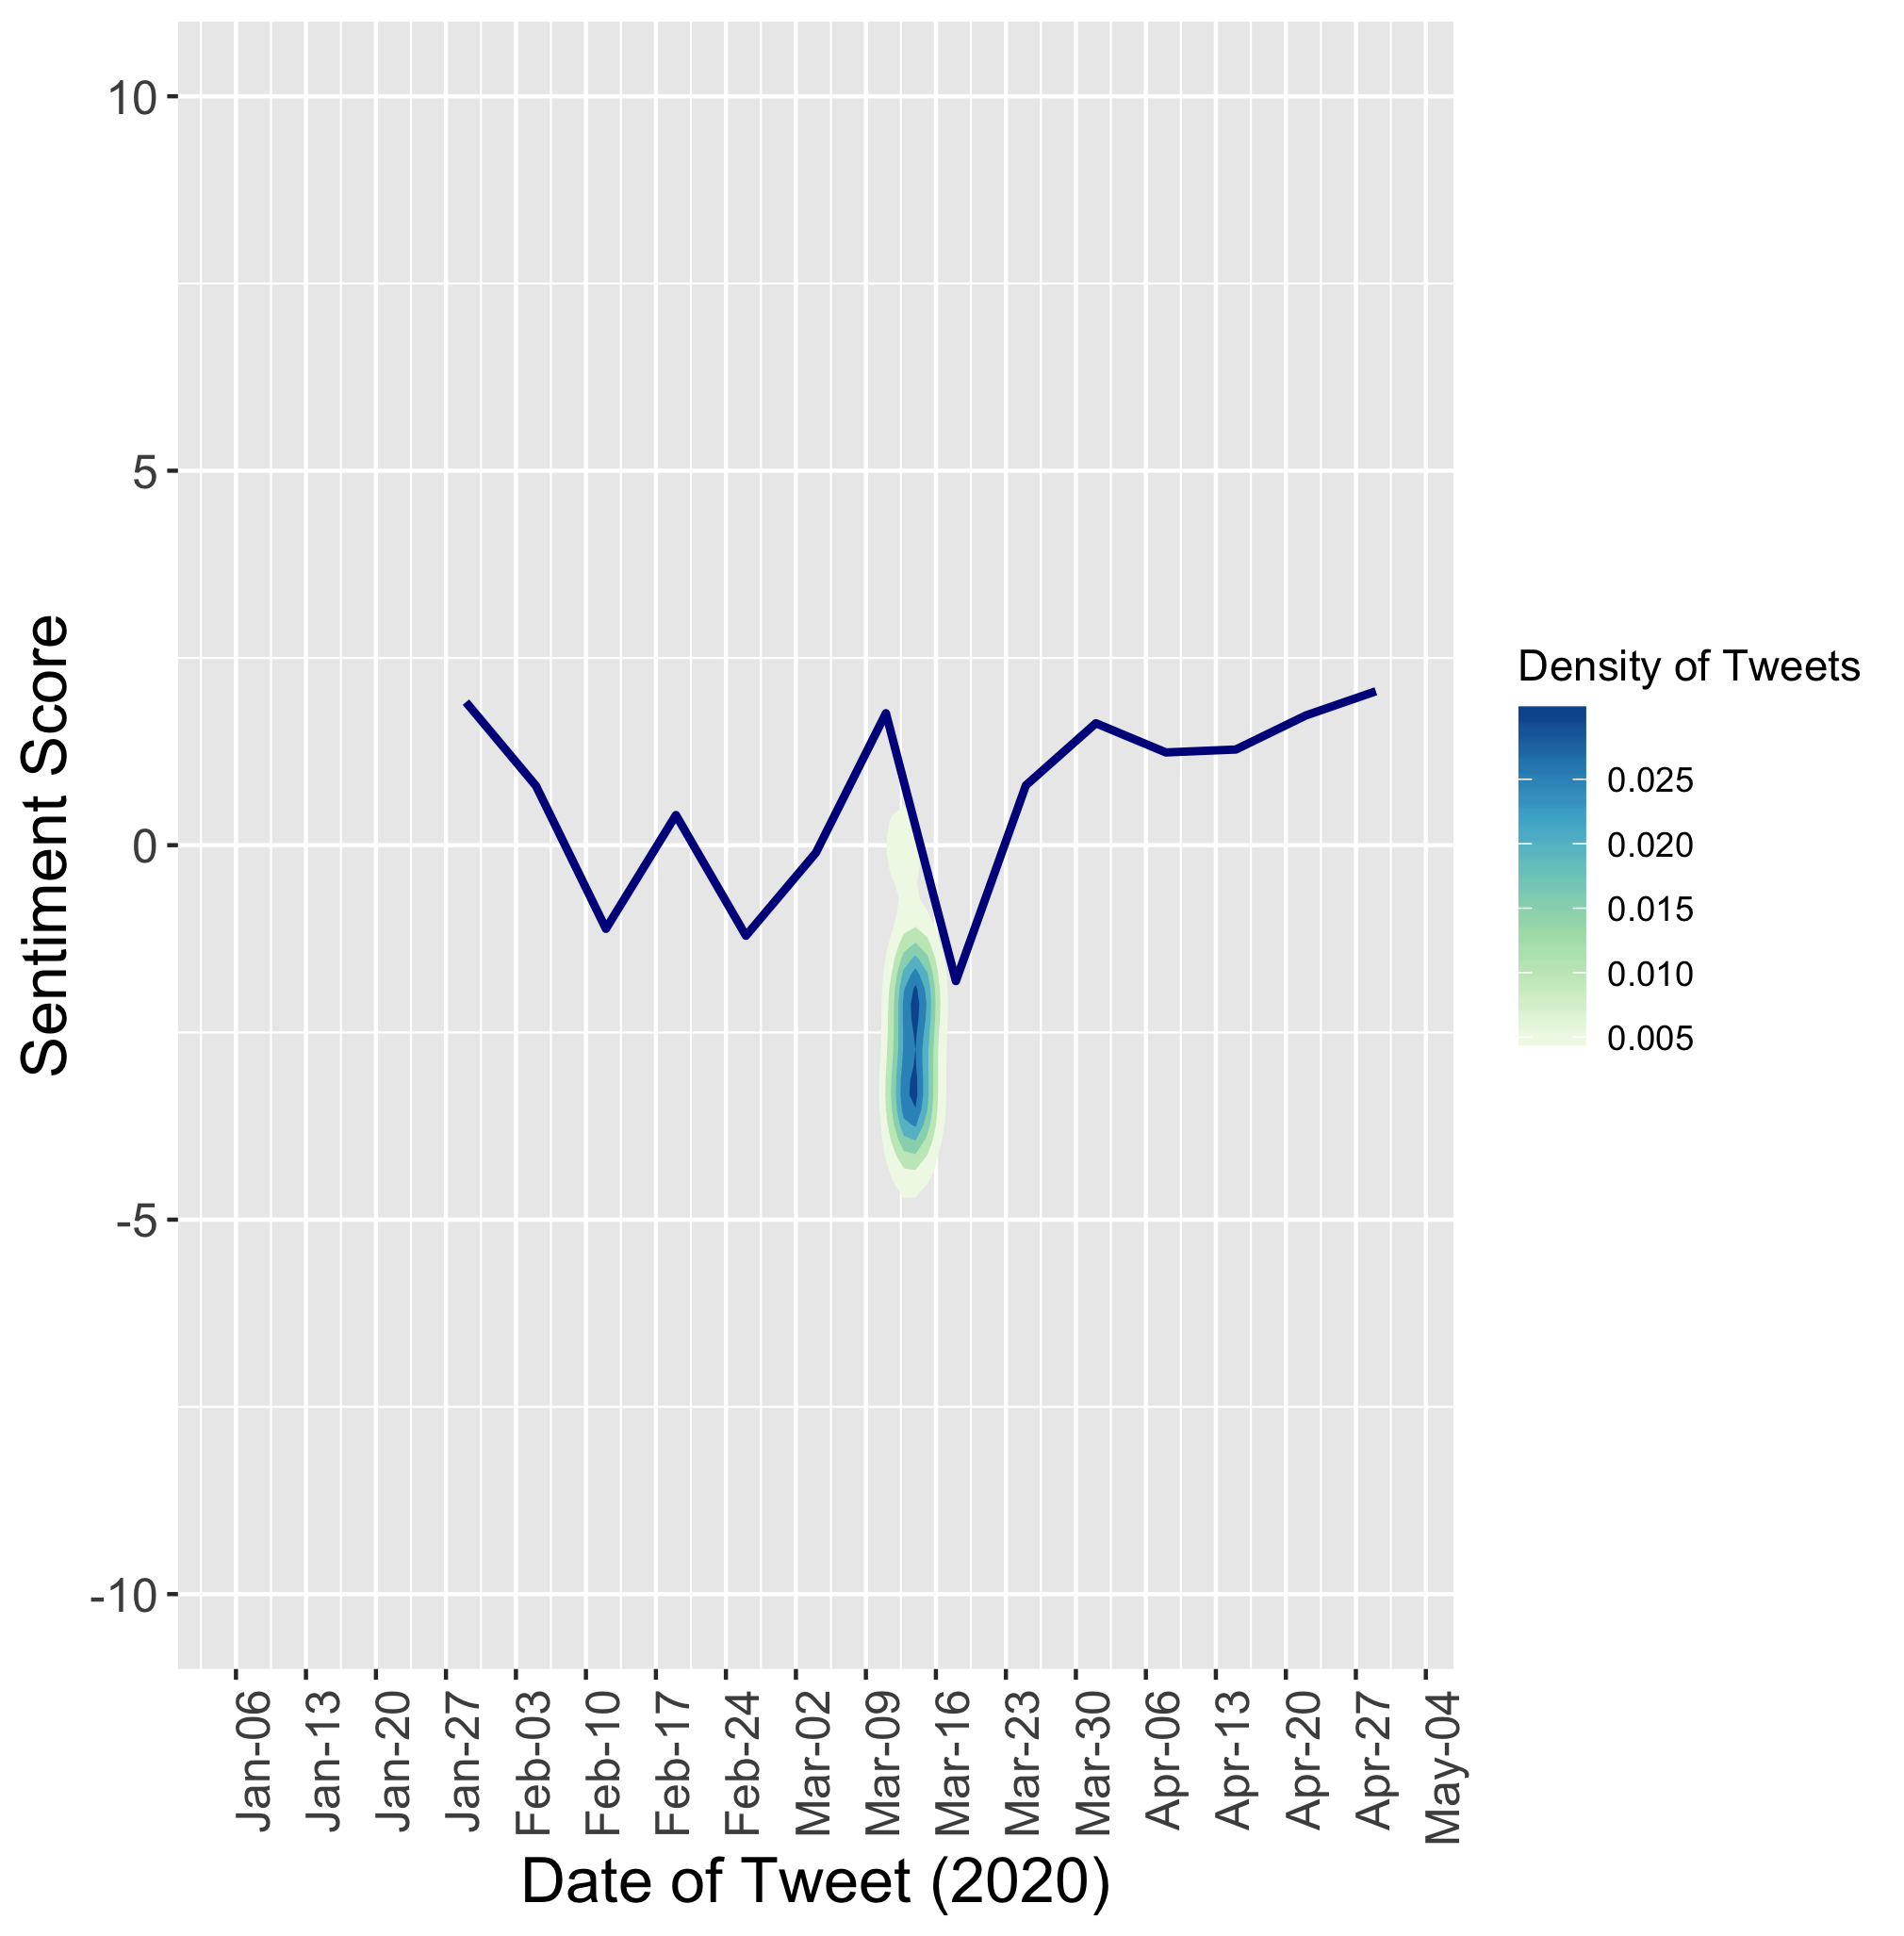 Sentiment Score
10
5
0
-5
-10
Jan-06
Jan-13
Jan-20
Jan-27
Feb-03
Feb-10
Feb-17
Feb-24
Mar-02
Mar-09
Mar-16
Mar-23
Mar-30
Apr-06
Apr-13
Apr-20
Apr-27
May-04
Date of Tweet (2020)
Density of Tweets
0.025
0.020
0.015
0.010
0.005